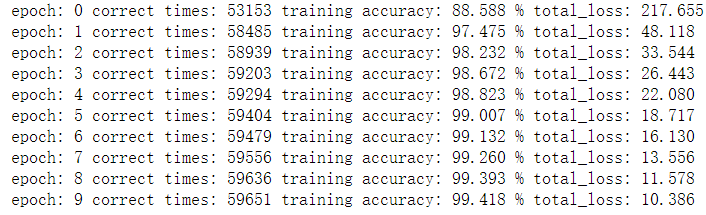 epoch: 0 correct times: 53153 training accuracy: 88.588 % total_loss: 217.655
epoch: 1 correct times: 58485 training accuracy: 97.475 % total_loss: 48.118
epoch: 2 correct times: 58939 training accuracy: 98.232 % total_loss: 33.544
epoch: 3 correct times: 59203 training accuracy: 98.672 % total_loss: 26.443
epoch: 4 correct times: 59294 training accuracy: 98.823 % total_loss: 22.080
epoch: 5 correct times: 59404 training accuracy: 99.007 % total_loss: 18.717
epoch: 6 correct times: 59479 training accuracy: 99.132 % total_loss: 16.130
epoch: 7 correct times: 59556 training accuracy: 99.260 % total_loss: 13.556
epoch: 8 correct times: 59636 training accuracy: 99.393 % total_loss: 11.578
epoch: 9 correct times: 59651 training accuracy: 99.418 % total_loss: 10.386